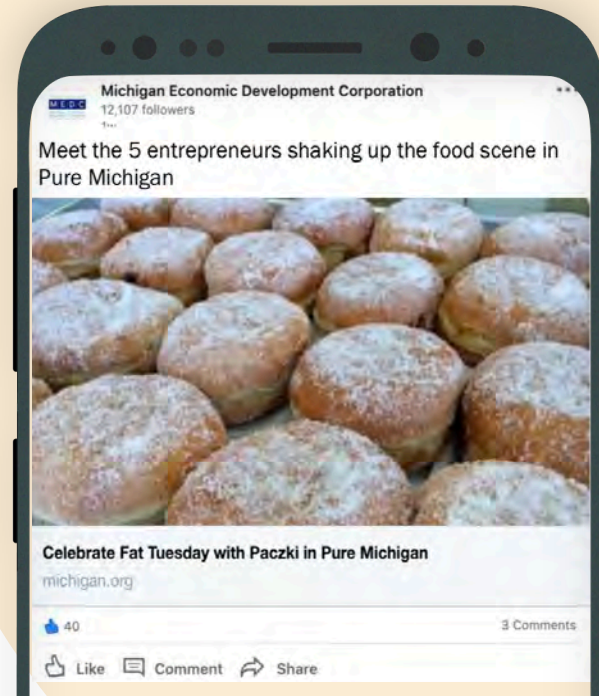 Michigan Economic Development Corporation
MEDC
12,107 followers
Meet the 5 entrepreneurs shaking up the food scene in
Pure Michigan
Celebrate Fat Tuesday with Paczki in Pure Michigan
michigan.org
40
3 Comments
Like Comment Share